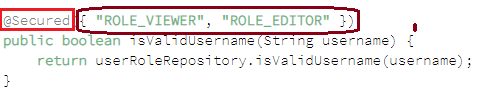 @Secured({ "ROLE_VIEWER", "ROLE_EDITOR" })
public boolean isValidUsername(String username) {
    return userRoleRepository.isValidUsername(username);
}